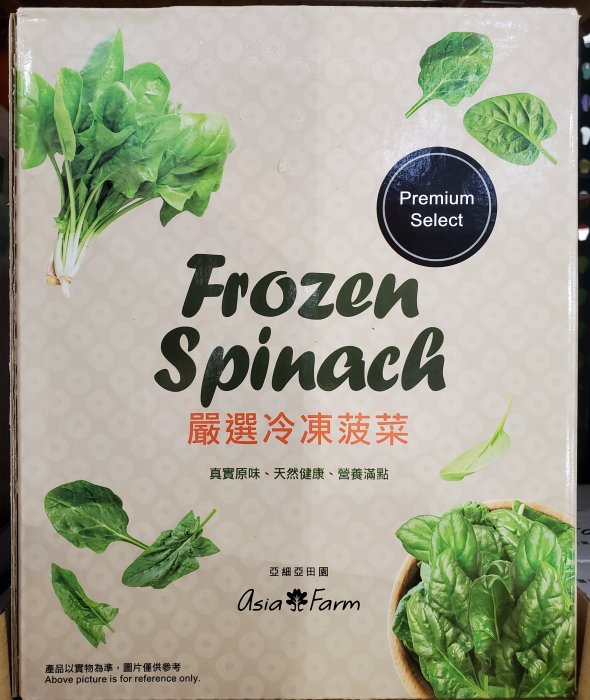 Premium
Select
Frozen
Spinach
嚴選冷凍菠菜
真實原味、天然健康、營養滿點
亞細亞田園
Asia Farm
產品以實物為準，圖片僅供參考
Above picture is for reference only.